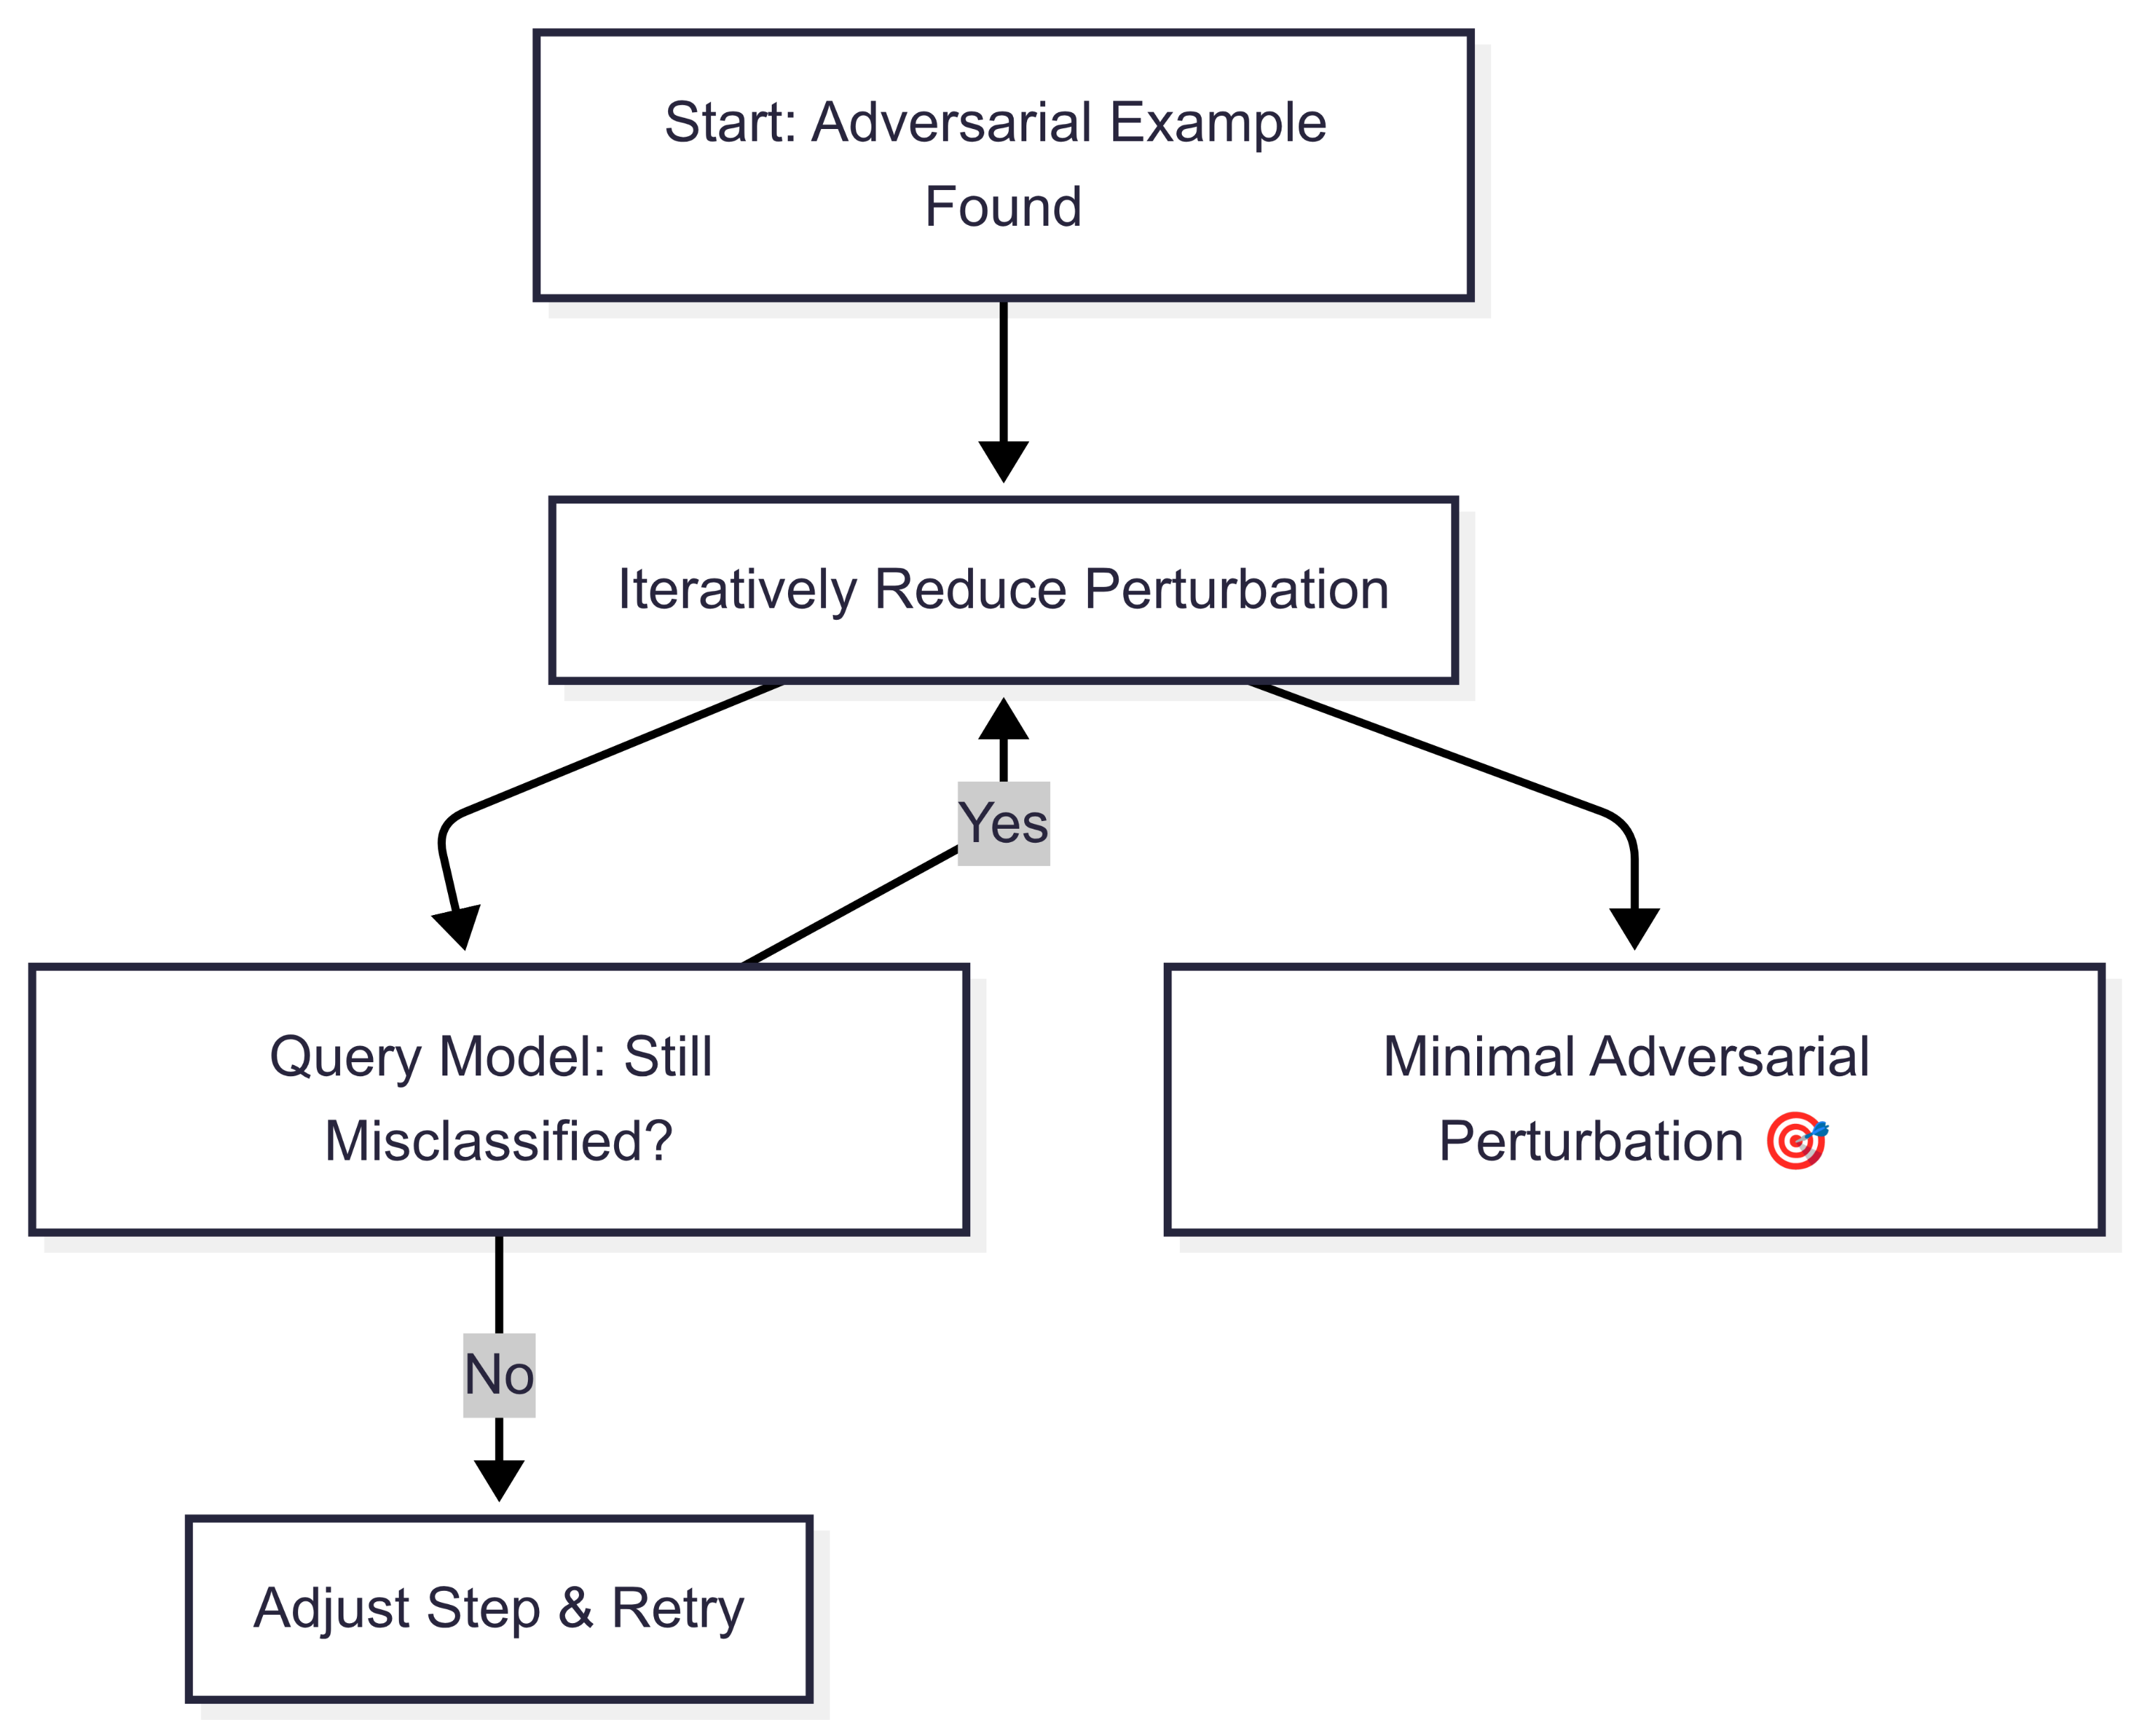 Start: Adversarial Example
Found
Iteratively Reduce Perturbation
Yes
Query Model: Still
Misclassified?
Minimal Adversarial
Perturbation 🎯
No
Adjust Step & Retry